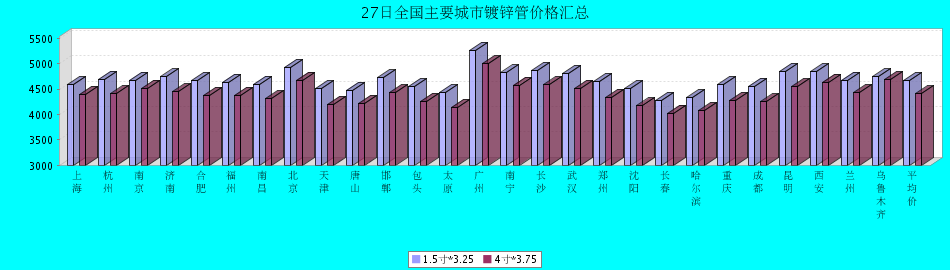 27日全国主要城市镀锌管价格汇总
5500
5000
4500
4000
3500
3000
上海
杭州
南京
济南
合肥
福州
南昌
北京
天津
唐山
邯郸
包头
太原
广州
南宁
长沙
武汉
郑州
沈阳
长春
哈尔滨
重庆
成都
昆明
西安
兰州
乌鲁木齐
平均价
1.5寸*3.25
4寸*3.75